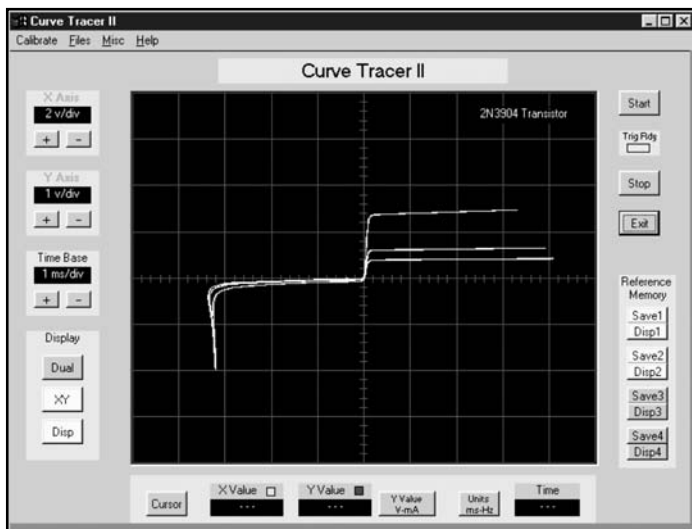 Curve Tracer II
Calibrate Files Misc Help
Curve Tracer II
X Axis
2 v/div
+ -
Y Axis
1 v/div
+ -
Time Base
1 ms/div
+ -
Display
Dual
XY
Disp
2N3904 Transistor
Start
Trig Rdy
Stop
Exit
Reference
Memory
Save1
Disp1
Save2
Disp2
Save3
Disp3
Save4
Disp4
Cursor
X Value
---
Y Value
---
Y Value
V-mA
Units
ms-Hz
Time
---